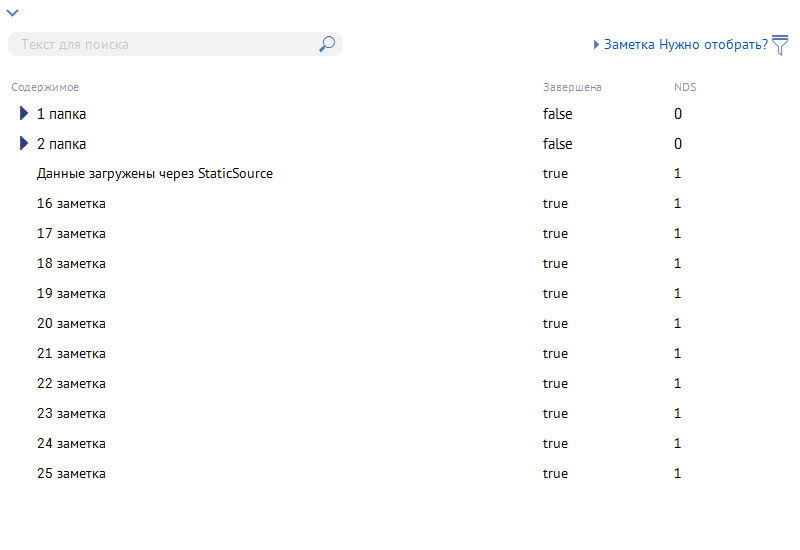 Текст для поиска Заметка Нужно отобрать?
Содержимое Завершена NDS
1 папка false 0
2 папка false 0
Данные загружены через StaticSource true 1
16 заметка true 1
17 заметка true 1
18 заметка true 1
19 заметка true 1
20 заметка true 1
21 заметка true 1
22 заметка true 1
23 заметка true 1
24 заметка true 1
25 заметка true 1